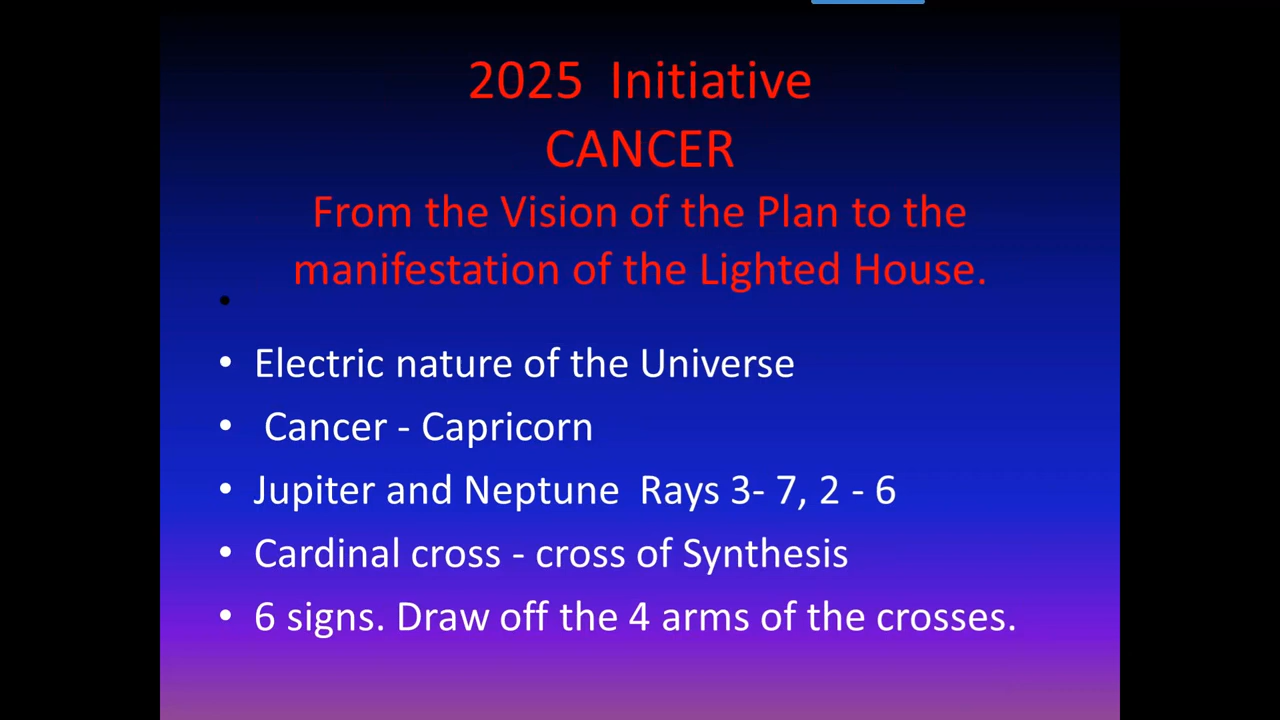 2025  Initiative
CANCER
From the Vision of the Plan to the
manifestation of the Lighted House.
•
• Electric nature of the Universe
•  Cancer - Capricorn
• Jupiter and Neptune  Rays 3- 7, 2 - 6
• Cardinal cross - cross of Synthesis
• 6 signs. Draw off the 4 arms of the crosses.